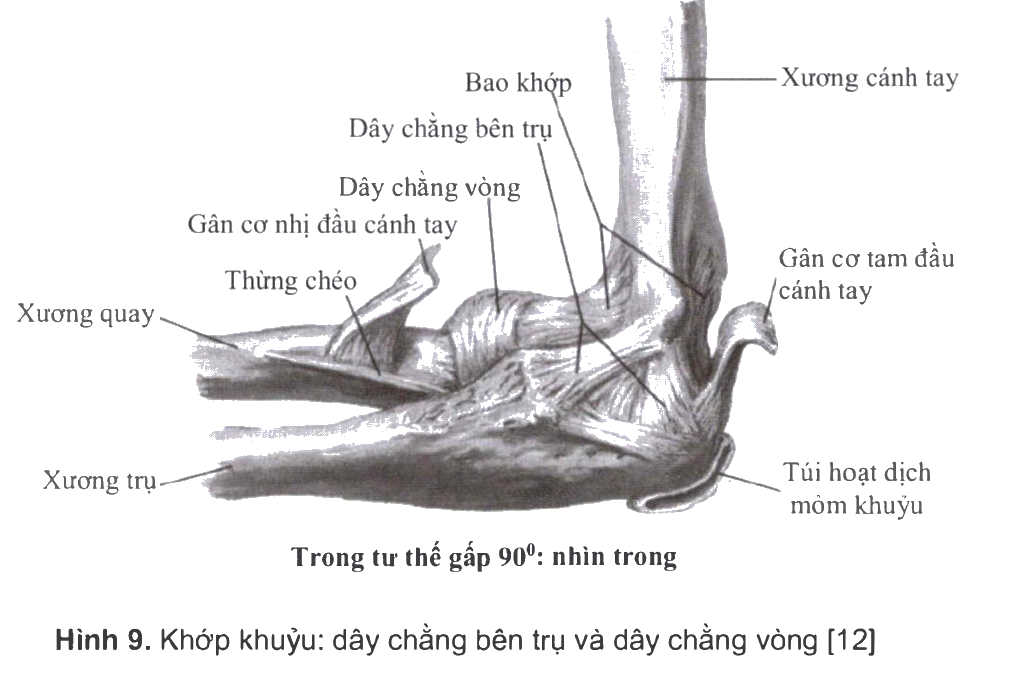 Bao khớp
Xương cánh tay
Dây chằng bên trụ
Dây chằng vòng
Gân cơ nhị đầu cánh tay
Gân cơ tam đầu
cánh tay
Thừng chéo
Xương quay
Xương trụ
Túi hoạt dịch
mỏm khuỷu
Trong tư thế gấp 90⁰: nhìn trong
Hình 9. Khớp khuỷu: dây chằng bên trụ và dây chằng vòng [12]